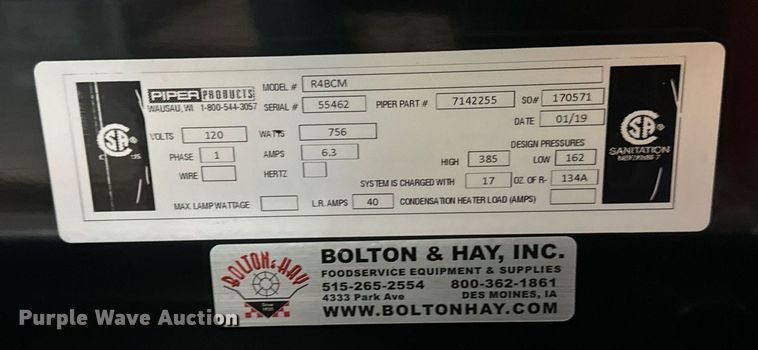 PIPER PRODUCTS MODEL # R4BCM
WAUSAU, WI 1-800-544-3057 SERIAL # 55462 PIPER PART # 7142255 SO# 170571
DATE 01/19
VOLTS 120 WATTS 756
DESIGN PRESSURES
PHASE 1 AMPS 6.3 HIGH 385 LOW 162
WIRE HERTZ SYSTEM IS CHARGED WITH 17 OZ. OF R- 134A
MAX. LAMP WATTAGE L.R. AMPS 40 CONDENSATION HEATER LOAD (AMPS)
SA
US
SA
SANITATION
BOLTON & HAY
Since
BOLTON & HAY, INC.
FOODSERVICE EQUIPMENT & SUPPLIES
515-265-2554 800-362-1861
4333 Park Ave DES MOINES, IA
WWW.BOLTONHAY.COM
Purple Wave Auction